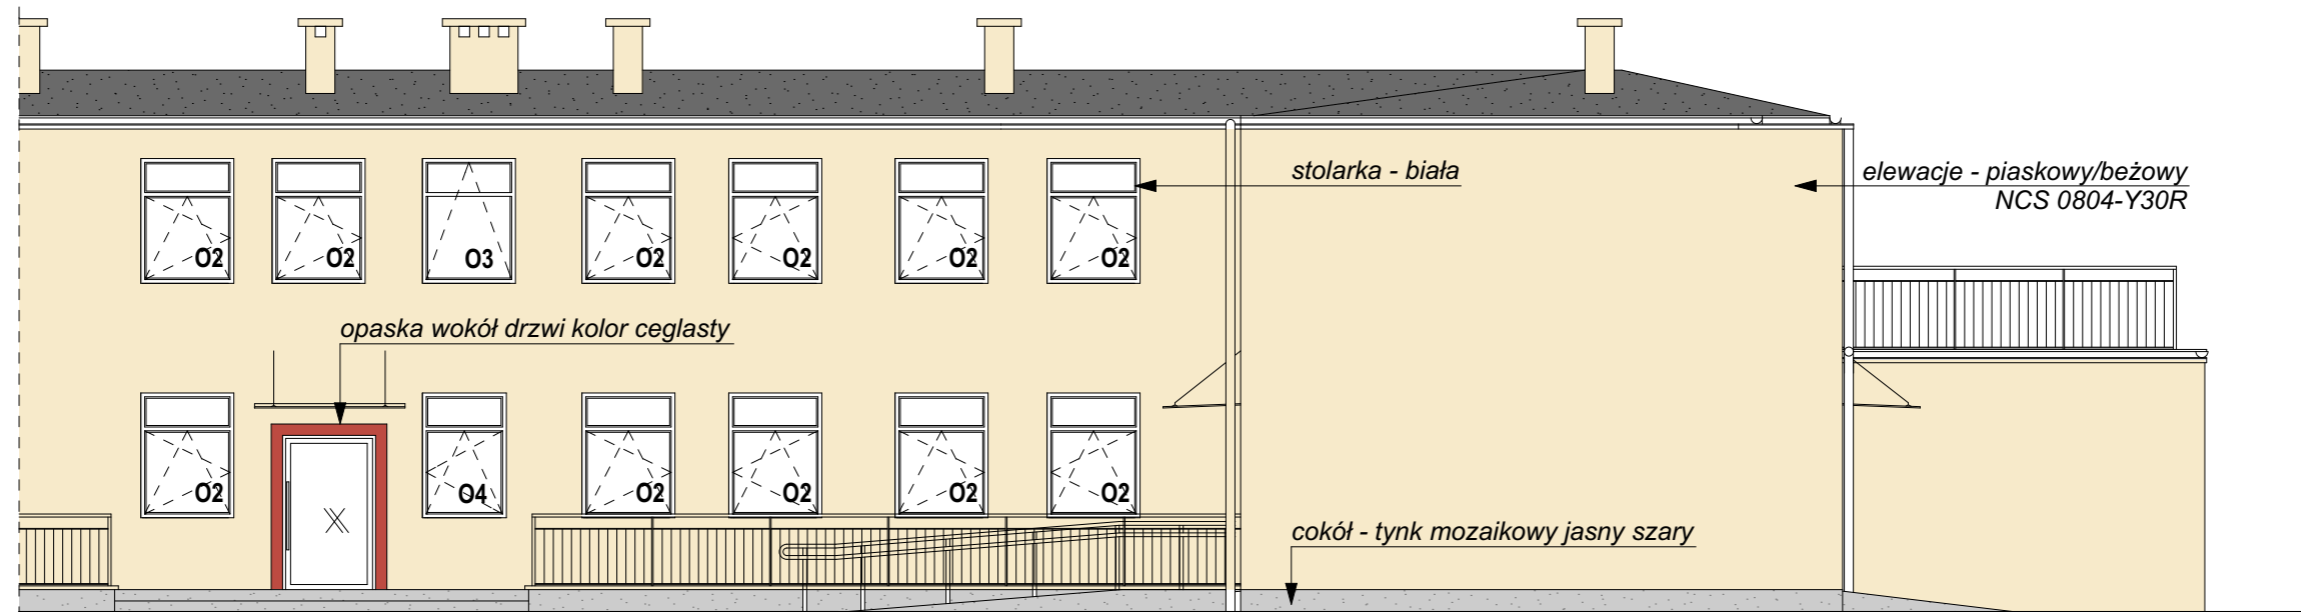 stolarka - biała
elewacje - piaskowy/beżowy
NCS 0804-Y30R
O2 O2 O3 O2 O2 O2 O2
opaska wokół drzwi kolor ceglasty
O2 O4 O2 O2 O2 O2
cokół - tynk mozaikowy jasny szary